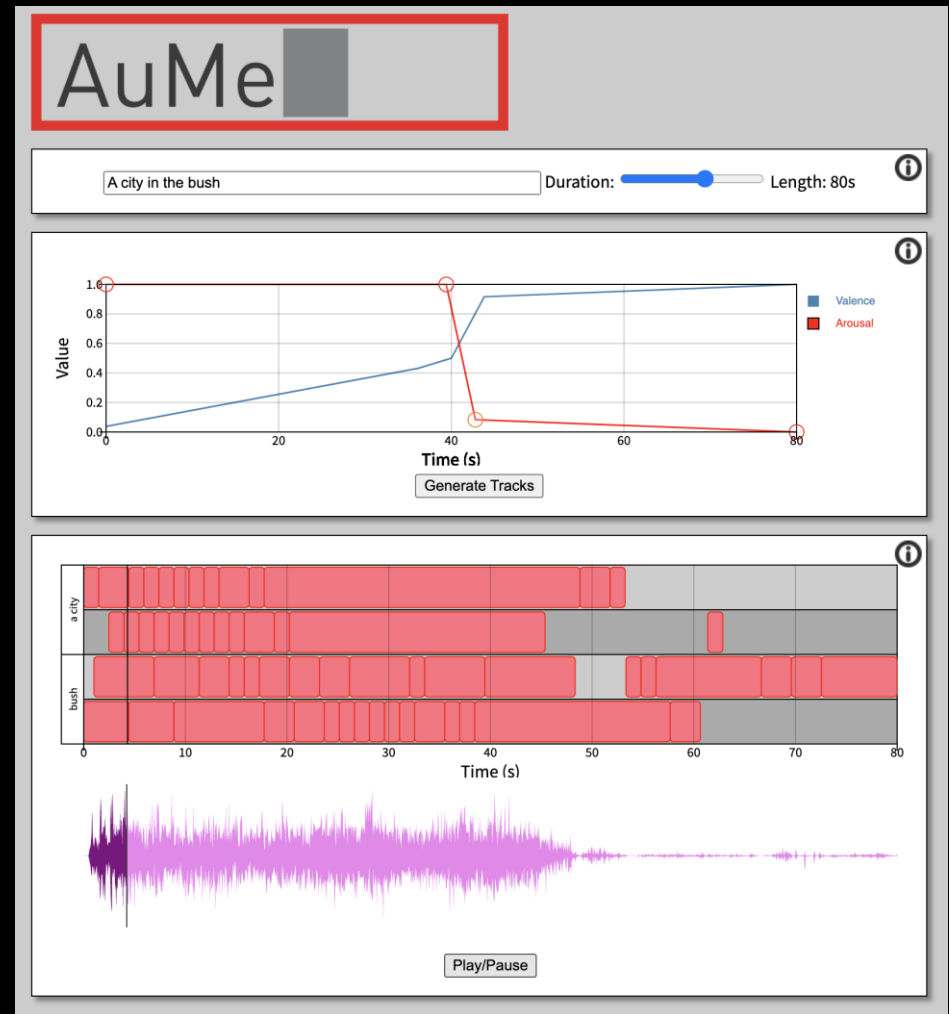 AuMe
A city in the bush Duration: Length: 80s
1.0
0.8
0.6
0.4
0.2
0.0
Value
0 20 40 60 80
Time (s)
Valence
Arousal
Generate Tracks
a city
bush
0 10 20 30 40 50 60 70 80
Time (s)
Play/Pause